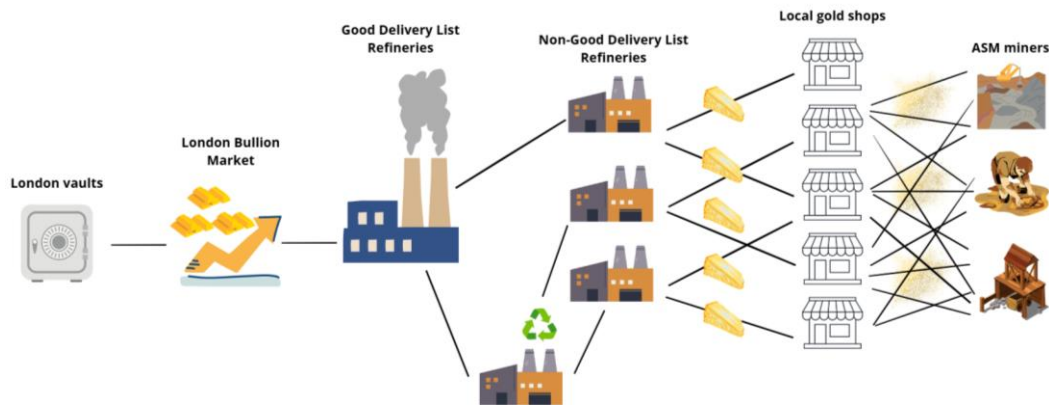 London vaults
London Bullion
Market
Good Delivery List
Refineries
Non-Good Delivery List
Refineries
Local gold shops
ASM miners